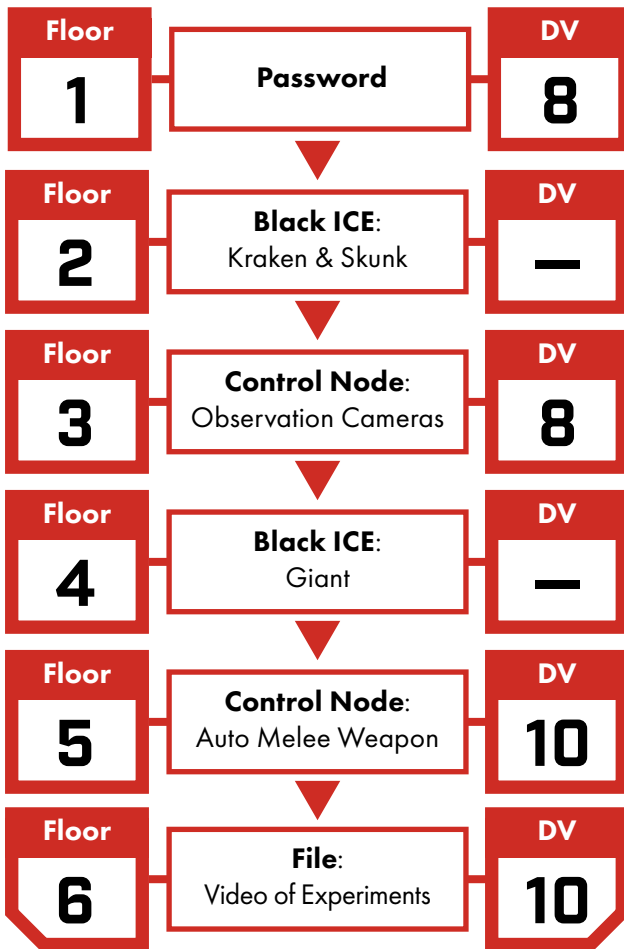 Floor
DV
1
Password
8
Floor
DV
2
Black ICE:
Kraken & Skunk
—
Floor
DV
3
Control Node:
Observation Cameras
8
Floor
DV
4
Black ICE:
Giant
—
Floor
DV
5
Control Node:
Auto Melee Weapon
10
Floor
DV
6
File:
Video of Experiments
10